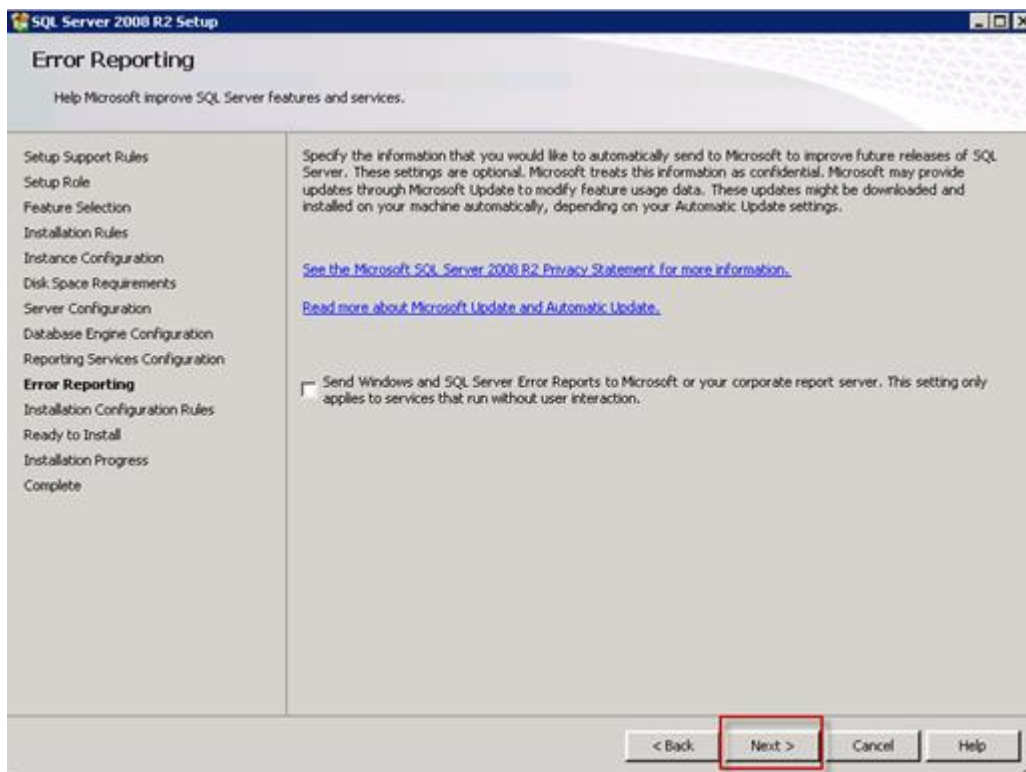 SQL Server 2008 R2 Setup
Error Reporting
Help Microsoft improve SQL Server features and services.
Setup Support Rules
Setup Role
Feature Selection
Installation Rules
Instance Configuration
Disk Space Requirements
Server Configuration
Database Engine Configuration
Reporting Services Configuration
Error Reporting
Installation Configuration Rules
Ready to Install
Installation Progress
Complete
Specify the information that you would like to automatically send to Microsoft to improve future releases of SQL
Server. These settings are optional. Microsoft treats this information as confidential. Microsoft may provide
updates through Microsoft Update to modify feature usage data. These updates might be downloaded and
installed on your machine automatically, depending on your Automatic Update settings.
See the Microsoft SQL Server 2008 R2 Privacy Statement for more information.
Read more about Microsoft Update and Automatic Update.
Send Windows and SQL Server Error Reports to Microsoft or your corporate report server. This setting only
applies to services that run without user interaction.
< Back
Next >
Cancel
Help